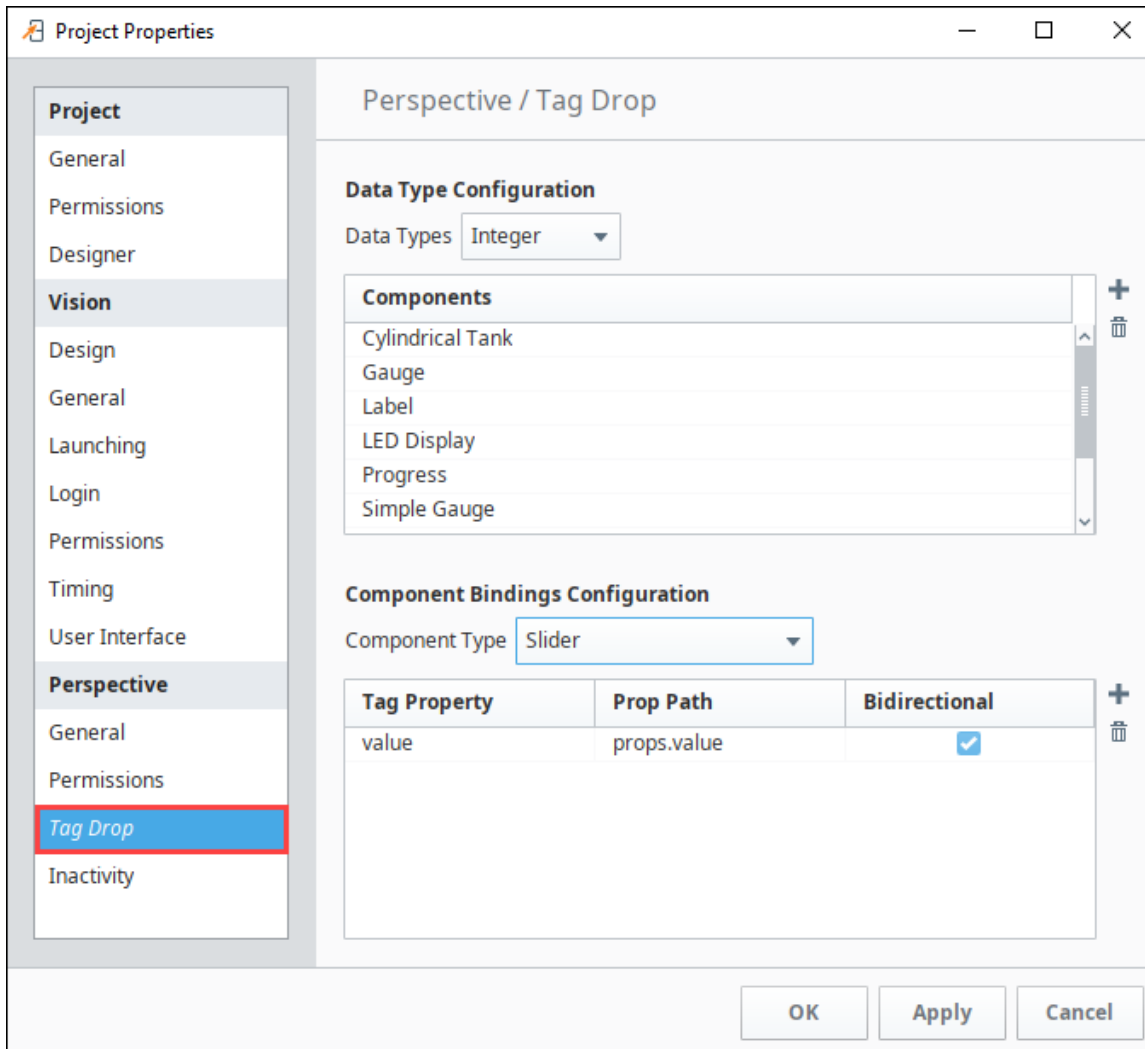 Project Properties
Project
General
Permissions
Designer
Vision
Design
General
Launching
Login
Permissions
Timing
User Interface
Perspective
General
Permissions
Tag Drop
Inactivity
Perspective / Tag Drop
Data Type Configuration
Data Types Integer
Components
Cylindrical Tank
Gauge
Label
LED Display
Progress
Simple Gauge
Component Bindings Configuration
Component Type Slider
Tag Property Prop Path Bidirectional
value props.value
OK Apply Cancel